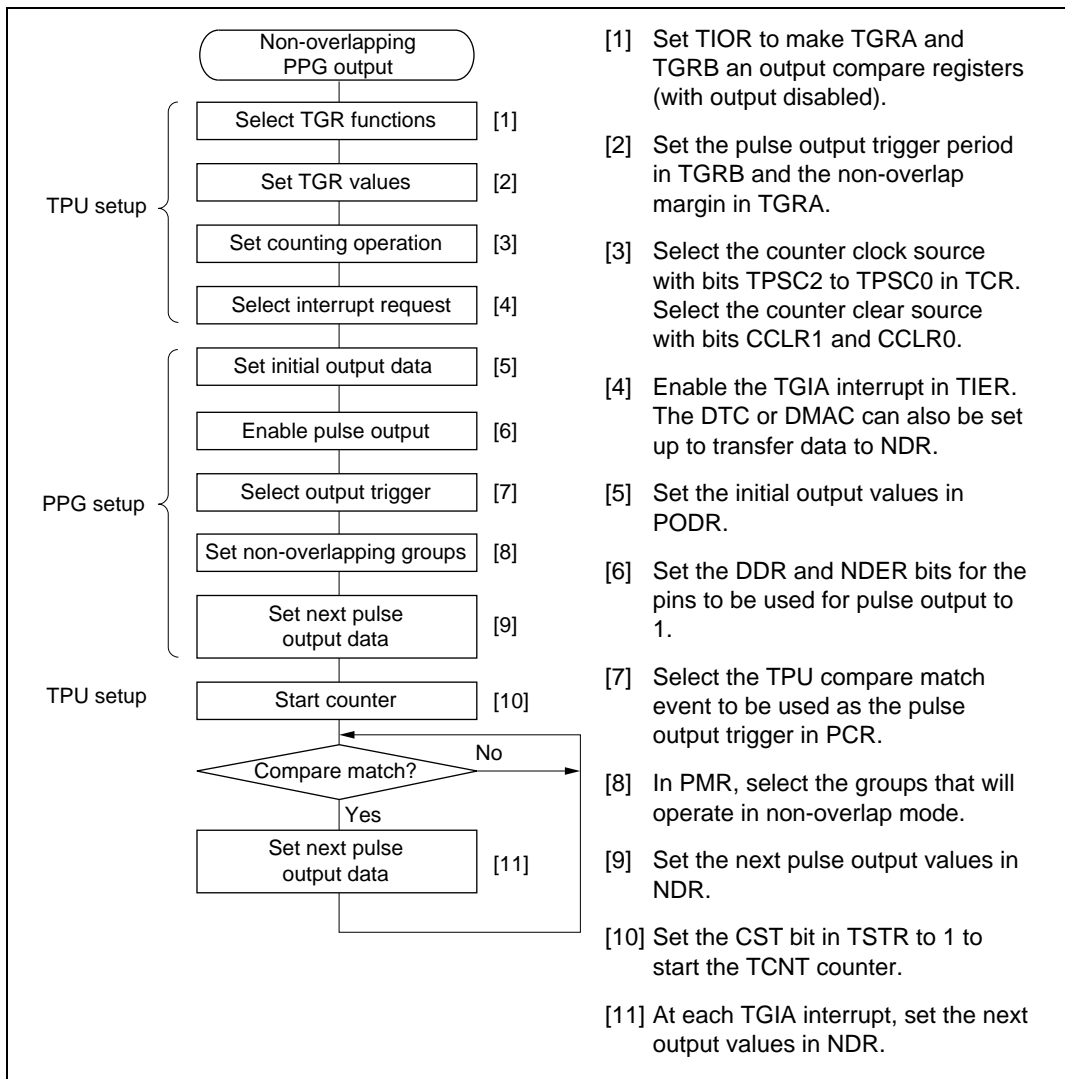 Non-overlapping
PPG output
TPU setup
Select TGR functions [1]
Set TGR values [2]
Set counting operation [3]
Select interrupt request [4]
PPG setup
Set initial output data [5]
Enable pulse output [6]
Select output trigger [7]
Set non-overlapping groups [8]
Set next pulse
output data [9]
TPU setup
Start counter [10]
Compare match?
No
Yes
Set next pulse
output data [11]
[1] Set TIOR to make TGRA and
TGRB an output compare registers
(with output disabled).
[2] Set the pulse output trigger period
in TGRB and the non-overlap
margin in TGRA.
[3] Select the counter clock source
with bits TPSC2 to TPSC0 in TCR.
Select the counter clear source
with bits CCLR1 and CCLR0.
[4] Enable the TGIA interrupt in TIER.
The DTC or DMAC can also be set
up to transfer data to NDR.
[5] Set the initial output values in
PODR.
[6] Set the DDR and NDER bits for the
pins to be used for pulse output to
1.
[7] Select the TPU compare match
event to be used as the pulse
output trigger in PCR.
[8] In PMR, select the groups that will
operate in non-overlap mode.
[9] Set the next pulse output values in
NDR.
[10] Set the CST bit in TSTR to 1 to
start the TCNT counter.
[11] At each TGIA interrupt, set the next
output values in NDR.